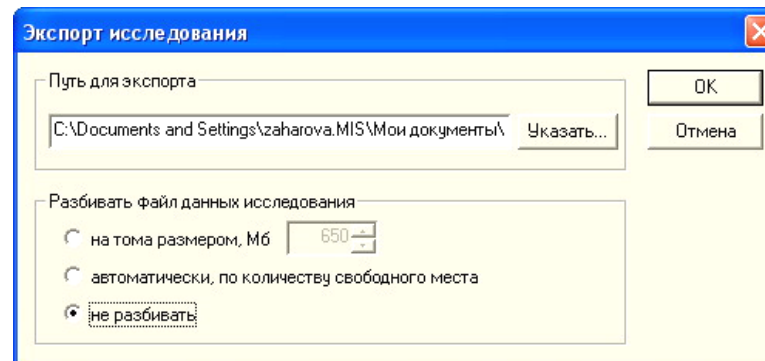 Экспорт исследования
Путь для экспорта
OK
C:\Documents and Settings\zaharova.MIS\Мои документы\ Указать...
Отмена
Разбивать файл данных исследования
на тома размером, Мб 650
автоматически, по количеству свободного места
не разбивать